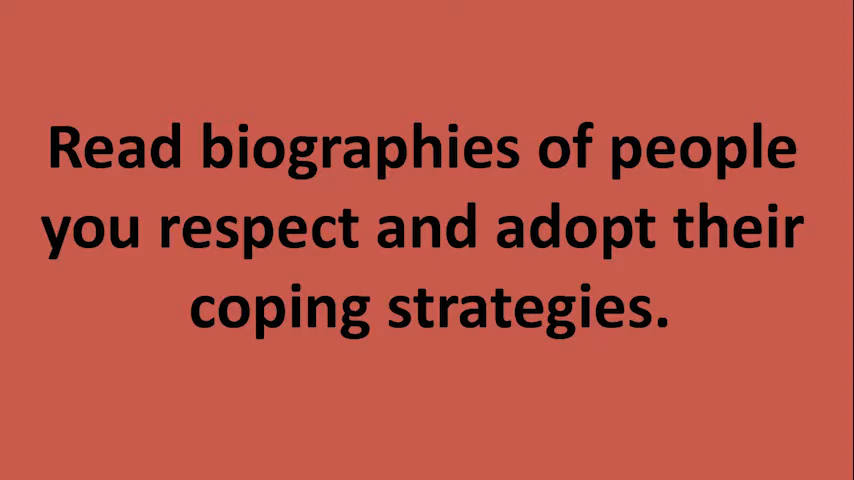 Read biographies of people
you respect and adopt their
coping strategies.